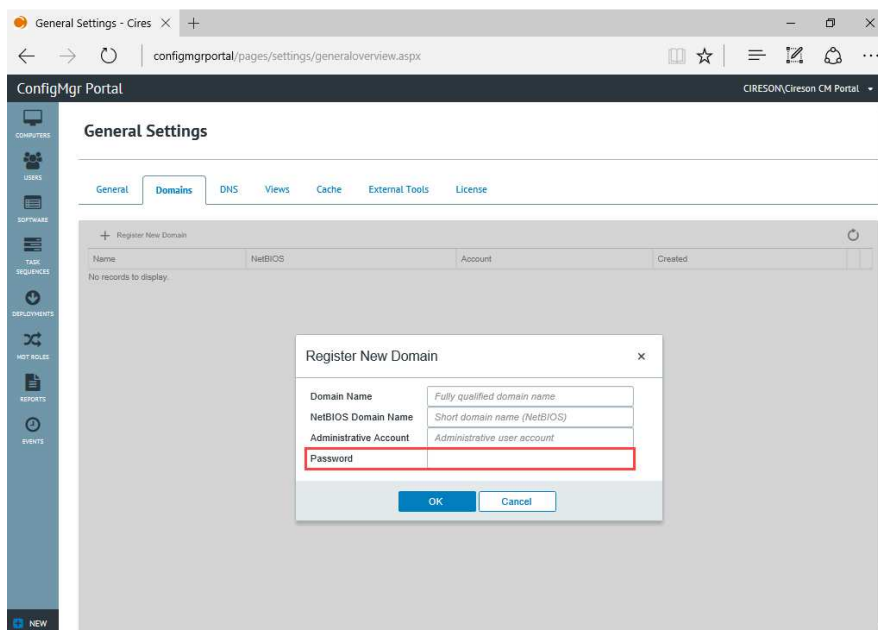 General Settings - Cires
configmgrportal/pages/settings/generaloverview.aspx
ConfigMgr Portal
CIRESON\Cireson CM Portal
COMPUTERS
USERS
SOFTWARE
TASK
SEQUENCES
DEPLOYMENTS
HOT ROLES
REPORTS
EVENTS
NEW
General Settings
General Domains DNS Views Cache External Tools License
Register New Domain
Name NetBIOS Account Created
No records to display.
Register New Domain
Domain Name Fully qualified domain name
NetBIOS Domain Name Short domain name (NetBIOS)
Administrative Account Administrative user account
Password
OK Cancel